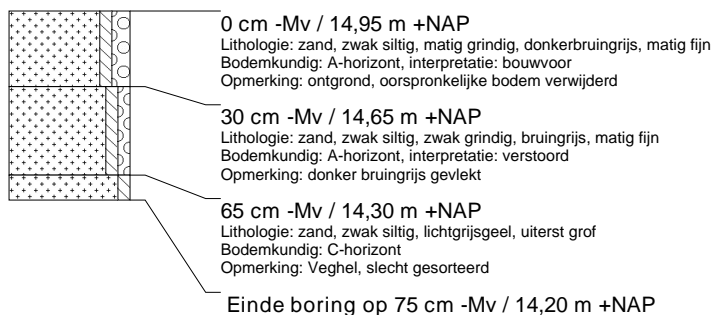 0 cm -Mv / 14,95 m +NAP
Lithologie: zand, zwak siltig, matig grindig, donkerbruingrijs, matig fijn
Bodemkundig: A-horizont, interpretatie: bouwvoor
Opmerking: ontgrond, oorspronkelijke bodem verwijderd
30 cm -Mv / 14,65 m +NAP
Lithologie: zand, zwak siltig, zwak grindig, bruingrijs, matig fijn
Bodemkundig: A-horizont, interpretatie: verstoord
Opmerking: donker bruingrijs gevlekt
65 cm -Mv / 14,30 m +NAP
Lithologie: zand, zwak siltig, lichtgrijsgeel, uiterst grof
Bodemkundig: C-horizont
Opmerking: Veghel, slecht gesorteerd
Einde boring op 75 cm -Mv / 14,20 m +NAP